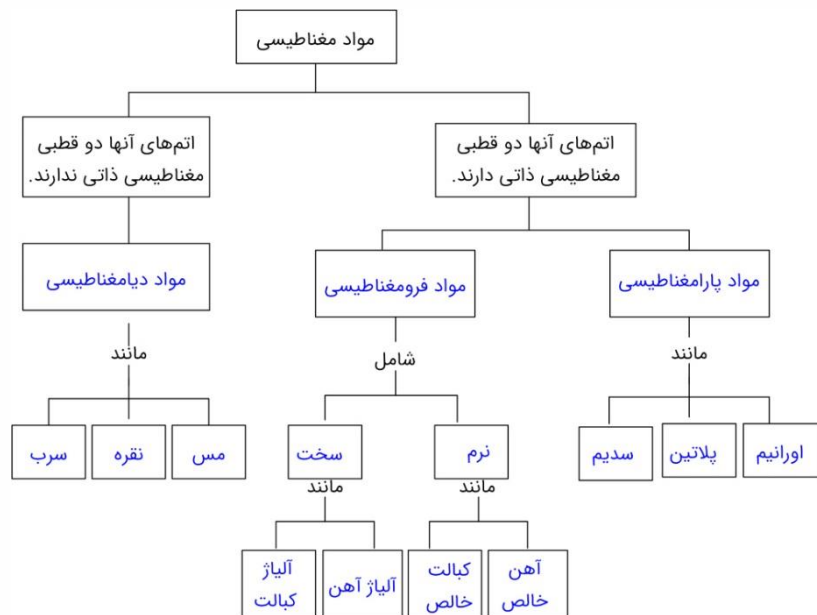 مواد مغناطیسی
اتم‌های آنها دو قطبی
مغناطیسی ذاتی دارند.
اتم‌های آنها دو قطبی
مغناطیسی ذاتی ندارند.
مواد پارامغناطیسی
مواد فرومغناطیسی
مواد دیامغناطیسی
مانند
شامل
مانند
اورانیم
پلاتین
سدیم
نرم
سخت
مس
نقره
سرب
مانند
مانند
آهن
خالص
کبالت
خالص
آلیاژ آهن
آلیاژ
کبالت